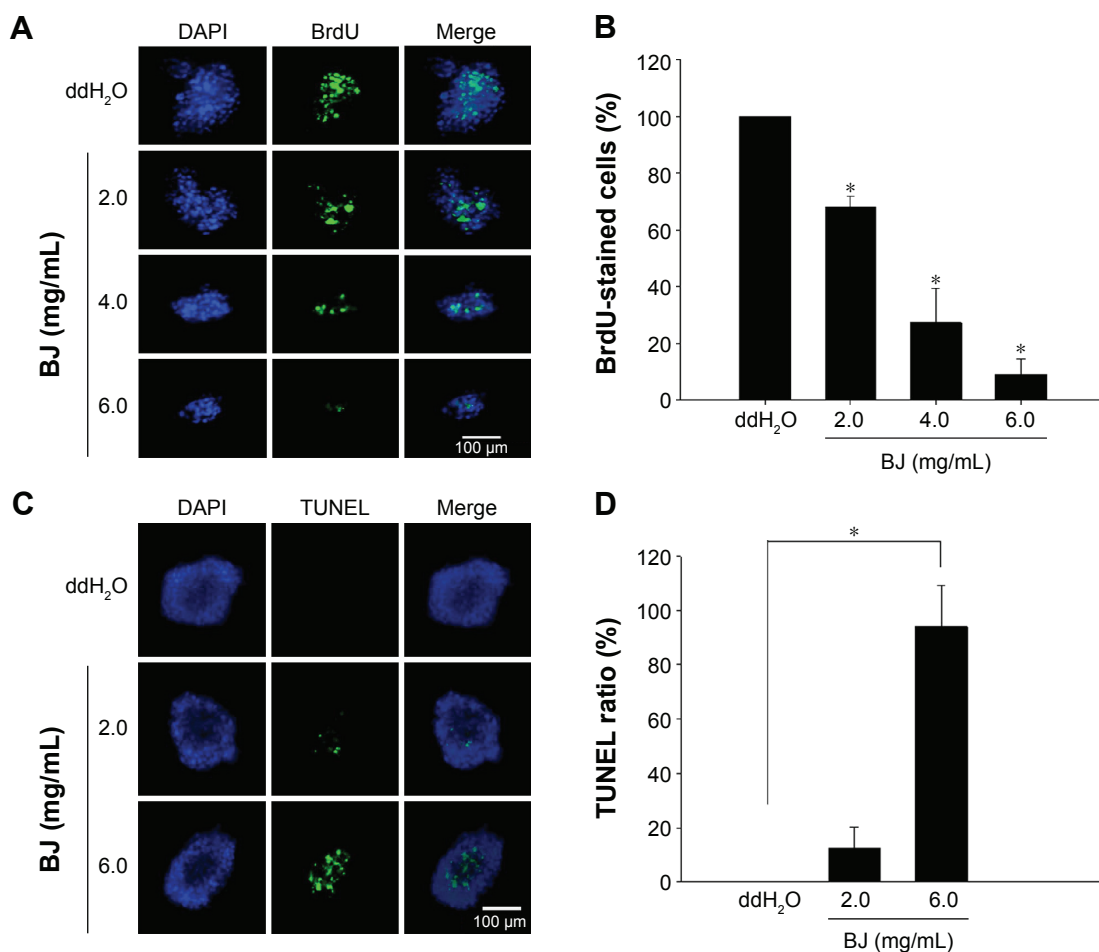 A
DAPI BrdU Merge
ddH₂O
2.0
4.0
6.0
BJ (mg/mL)
100 µm
B
BrdU-stained cells (%)
120
100
80
60
40
20
0
*
*
*
ddH₂O 2.0 4.0 6.0
BJ (mg/mL)
C
DAPI TUNEL Merge
ddH₂O
2.0
6.0
BJ (mg/mL)
100 µm
D
TUNEL ratio (%)
120
100
80
60
40
20
0
*
ddH₂O 2.0 6.0
BJ (mg/mL)